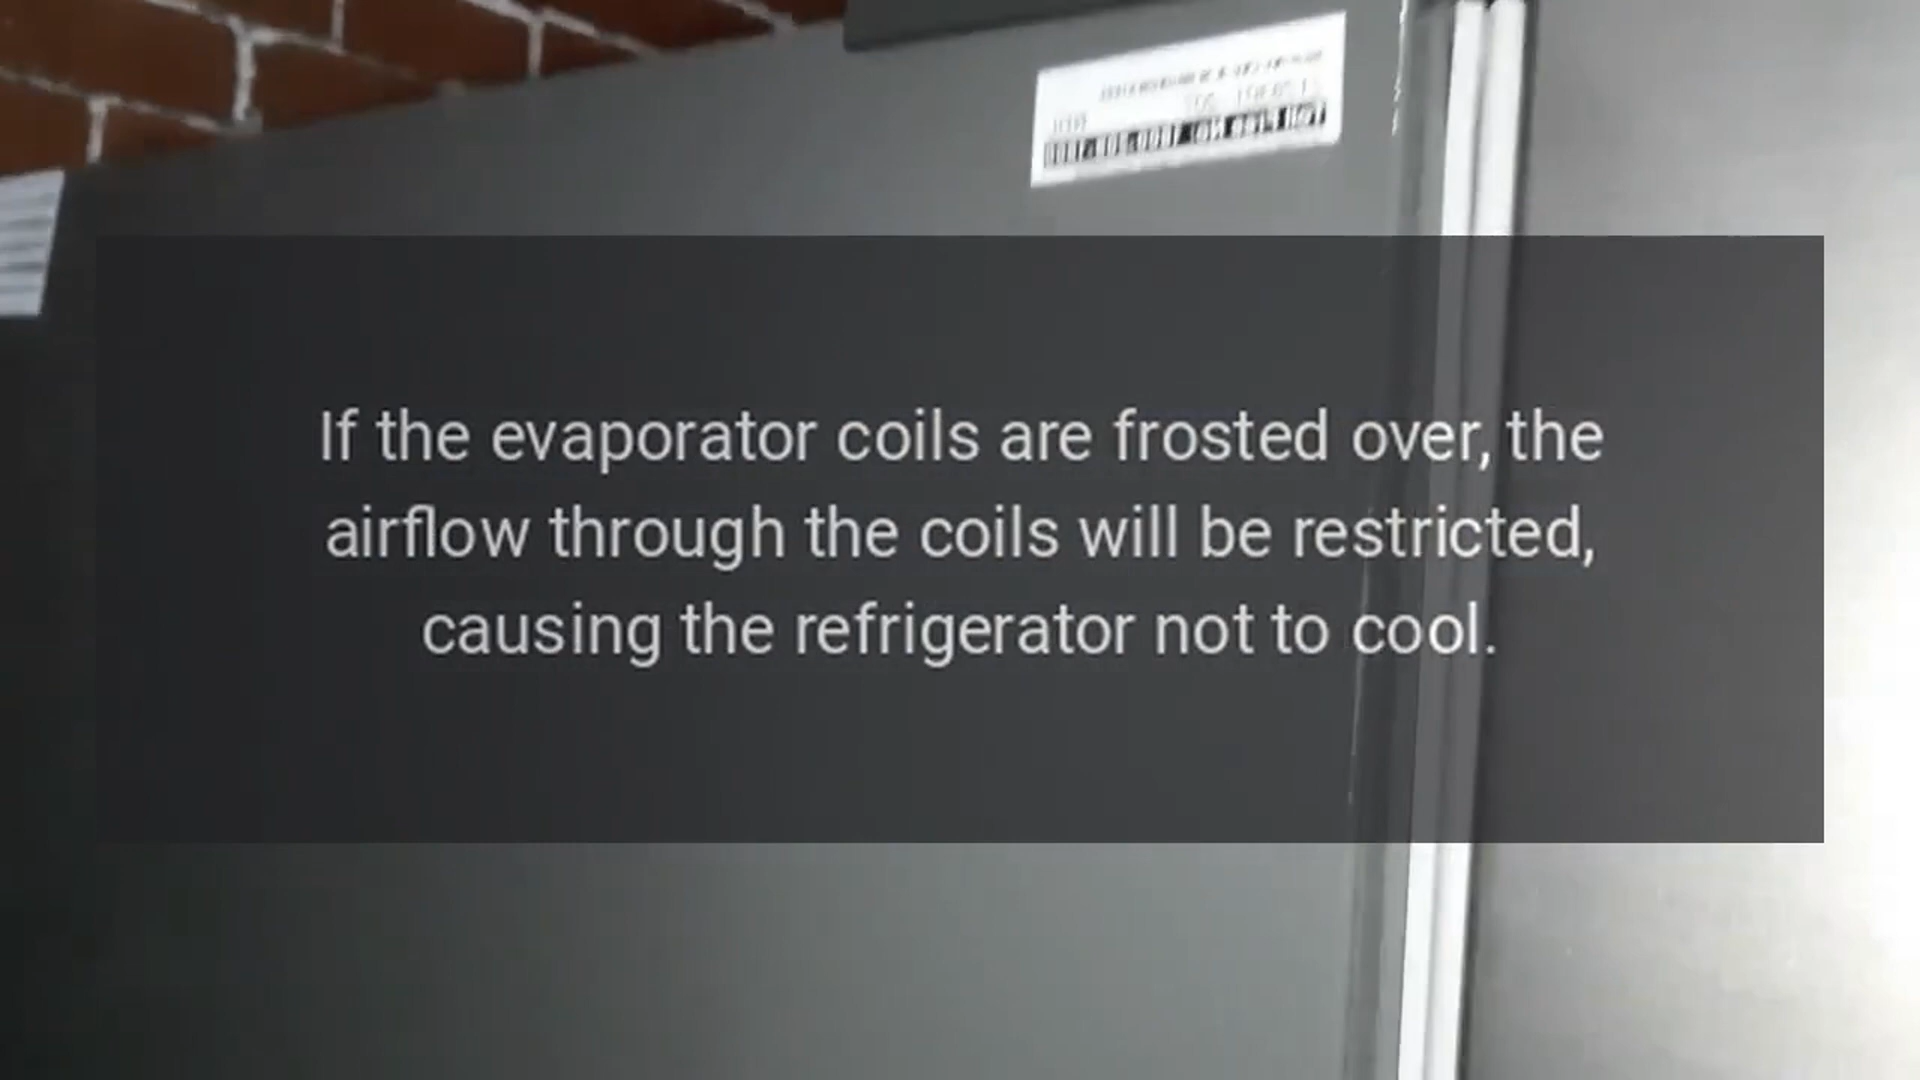 If the evaporator coils are frosted over, the
airflow through the coils will be restricted,
causing the refrigerator not to cool.